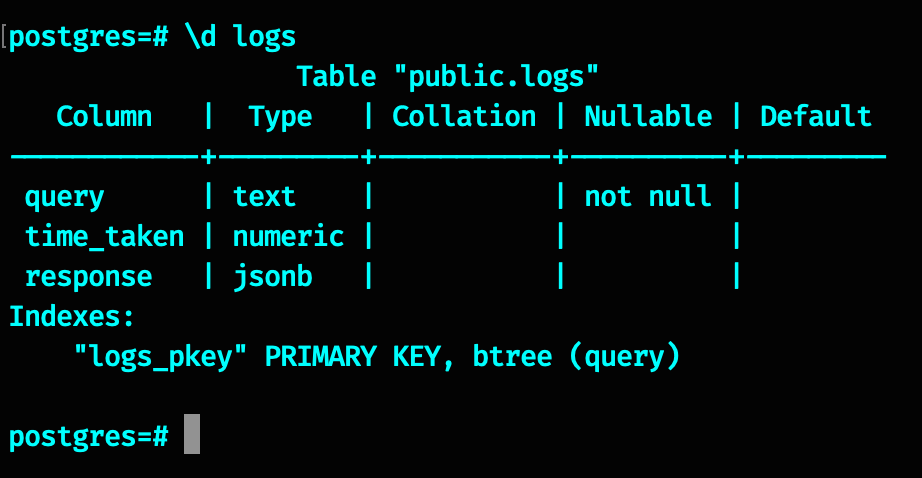 postgres=# \d logs
                    Table "public.logs"
   Column   |  Type   | Collation | Nullable | Default
------------+---------+-----------+----------+---------
 query      | text    |           | not null |
 time_taken | numeric |           |          |
 response   | jsonb   |           |          |
Indexes:
    "logs_pkey" PRIMARY KEY, btree (query)
postgres=#